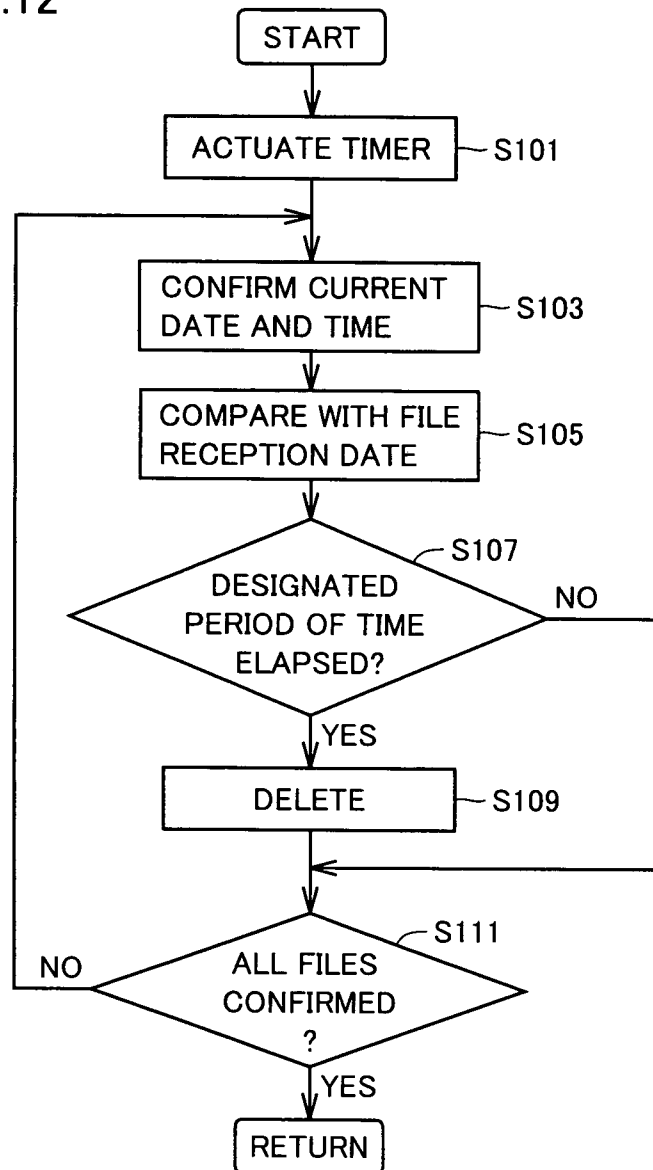 .12
START
ACTUATE TIMER
S101
CONFIRM CURRENT
DATE AND TIME
S103
COMPARE WITH FILE
RECEPTION DATE
S105
S107
DESIGNATED
PERIOD OF TIME
ELAPSED?
NO
YES
DELETE
S109
S111
ALL FILES
CONFIRMED
?
NO
YES
RETURN